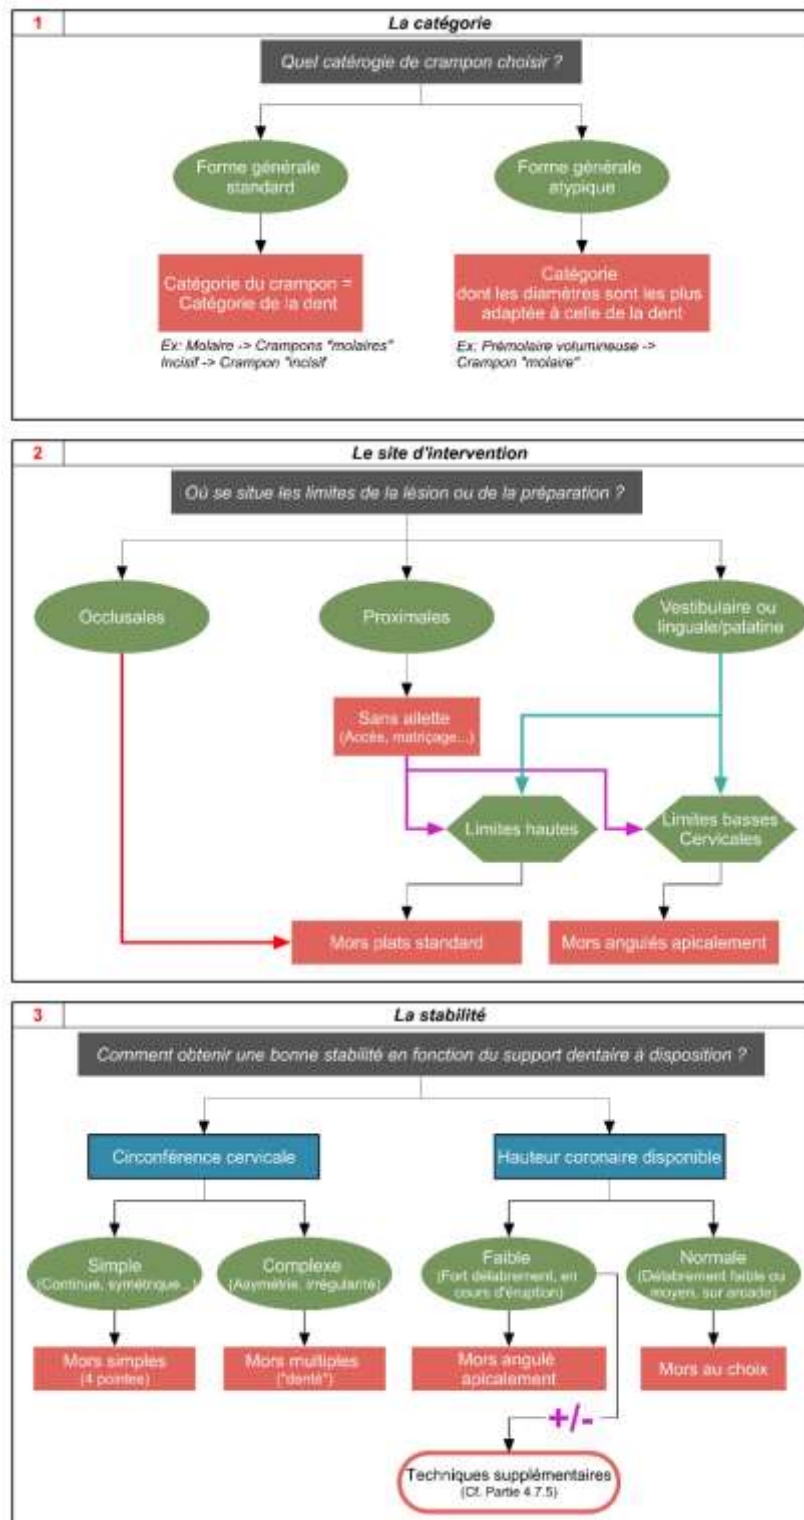 1
La catégorie
Quel catérogie de crampon choisir ?
Forme générale
standard
Forme générale
atypique
Catégorie du crampon =
Catégorie de la dent
Catégorie
dont les diamètres sont les plus
adaptée à celle de la dent
Ex: Molaire -> Crampons "molaires"
Incisif -> Crampon "incisif
Ex: Prémolaire volumineuse ->
Crampon "molaire"
2
Le site d'intervention
Où se situe les limites de la lésion ou de la préparation ?
Occlusales
Proximales
Vestibulaire ou
linguale/palatine
Sans ailette
(Accès, matriçage...)
Limites hautes
Limites basses -
Cervicales
Mors plats standard
Mors angulés apicalement
3
La stabilité
Comment obtenir une bonne stabilité en fonction du support dentaire à disposition ?
Circonférence cervicale
Hauteur coronaire disponible
Simple
(Continue, symétrique...)
Complexe
(Asymétrie, irrégularité)
Faible
(Fort délabrement, en
cours d'éruption)
Normale
(Délabrement faible ou
moyen, sur arcade)
Mors simples
(4 pointes)
Mors multiples
("denté")
Mors angulé
apicalement
Mors au choix
+/-
Techniques supplémentaires
(Cf. Partie 4.7.5)